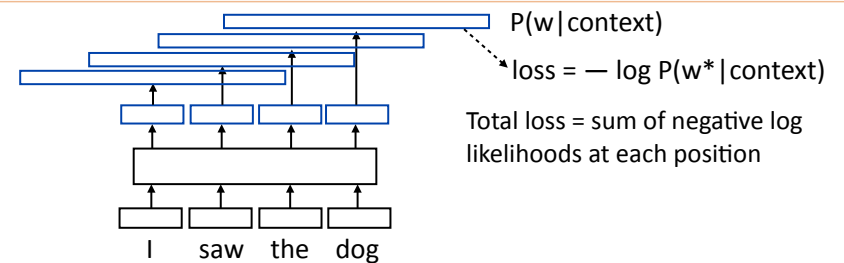 P(w|context)
loss = — log P(w*|context)
Total loss = sum of negative log
likelihoods at each position
I saw the dog